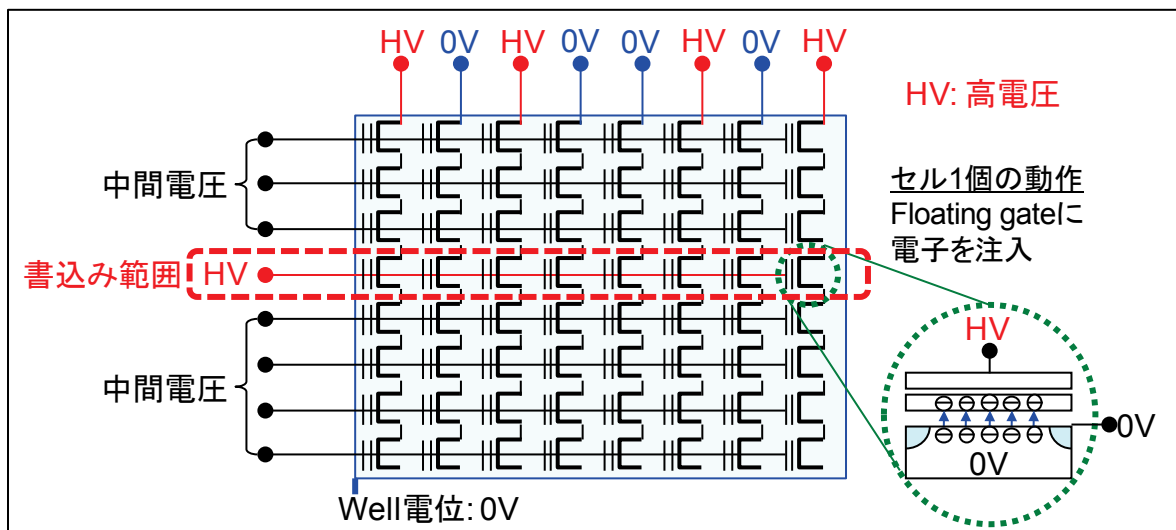 HV 0V HV 0V 0V HV 0V HV
HV: 高電圧
中間電圧
セル1個の動作
Floating gateに
電子を注入
書込み範囲 HV
中間電圧
HV
0V
0V
Well電位: 0V